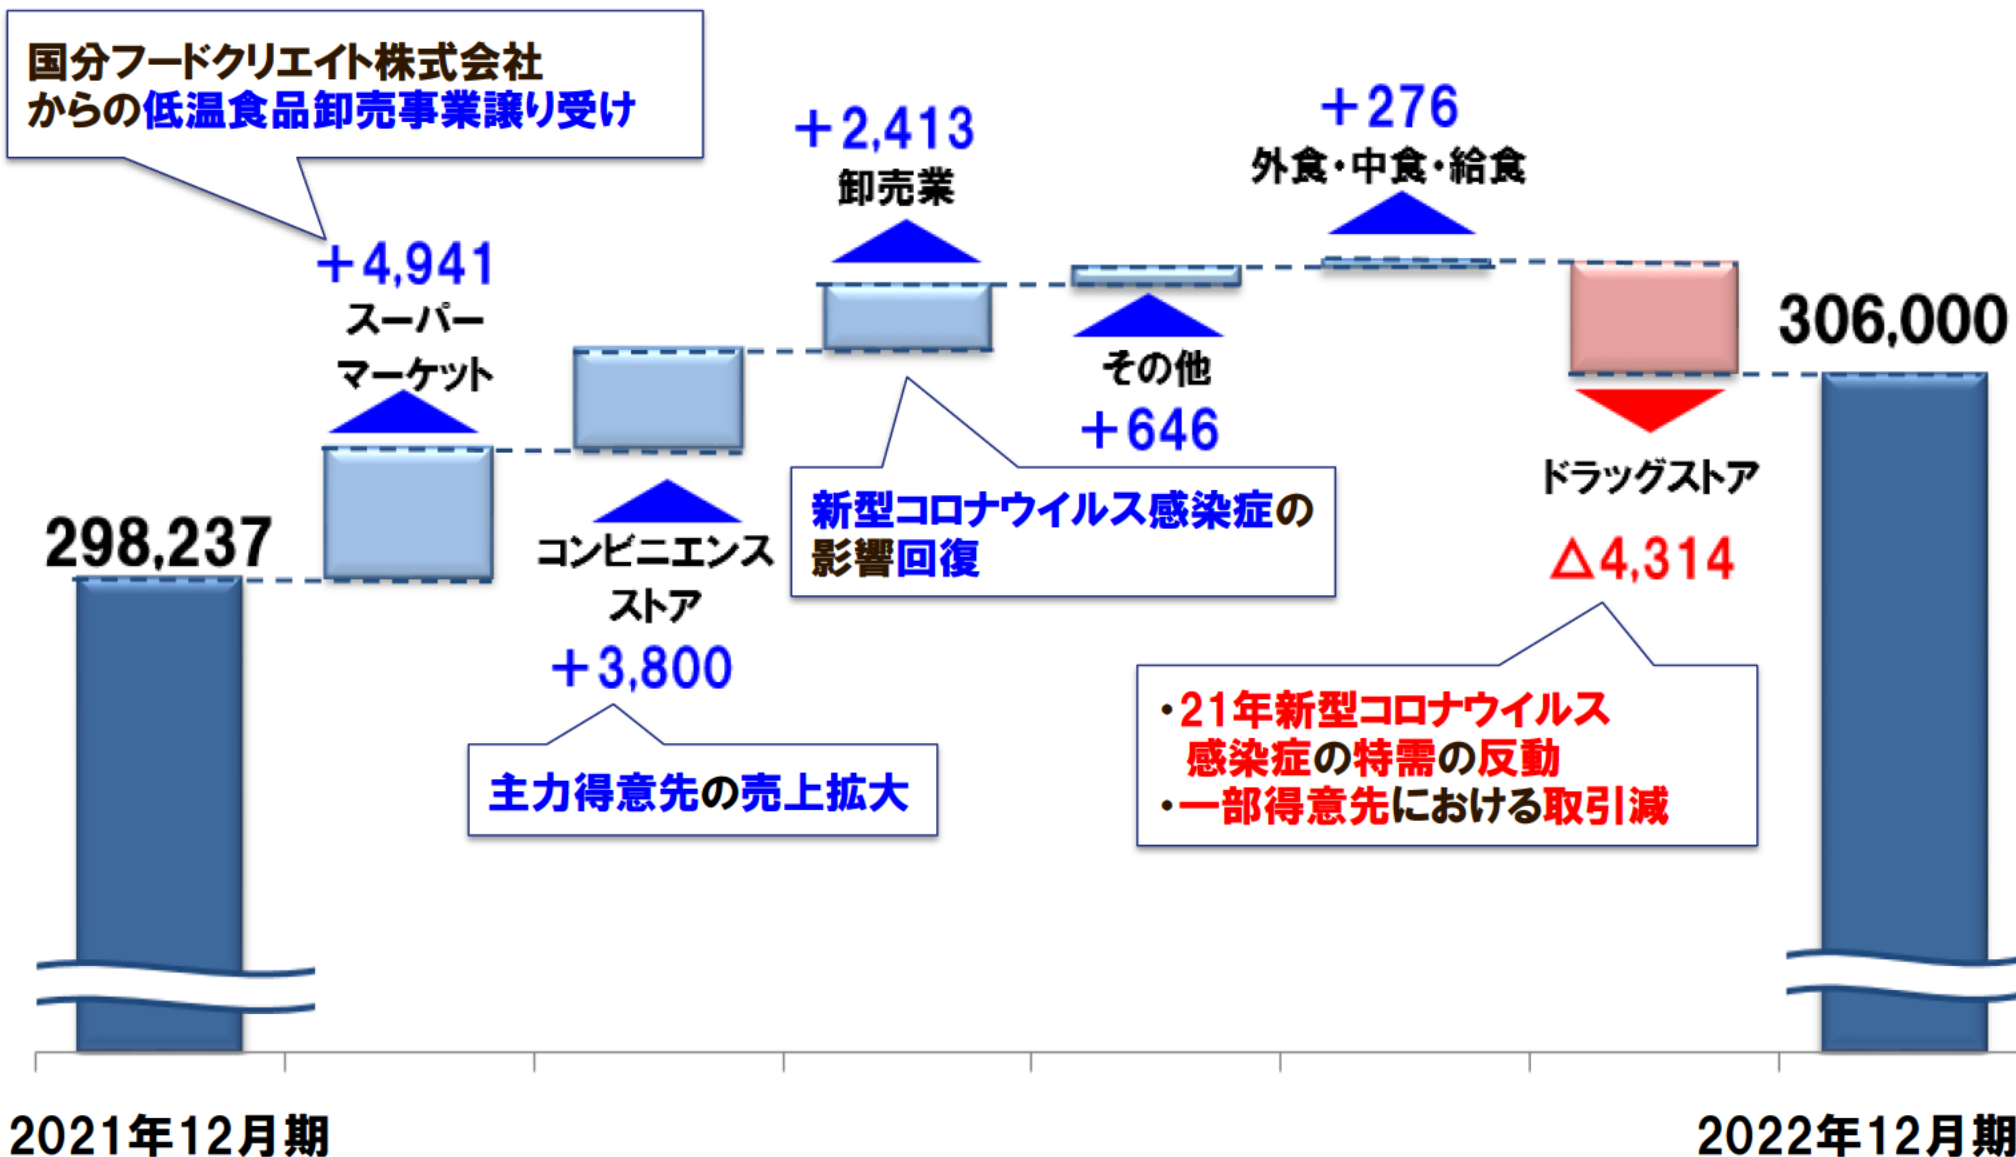 国分フードクリエイト株式会社
からの低温食品卸売事業譲り受け
+4,941
スーパー
マーケット
+2,413
卸売業
+276
外食・中食・給食
306,000
その他
+646
298,237
コンビニエンス
ストア
+3,800
新型コロナウイルス感染症の
影響回復
ドラッグストア
△4,314
主力得意先の売上拡大
・21年新型コロナウイルス
感染症の特需の反動
・一部得意先における取引減
2021年12月期
2022年12月期